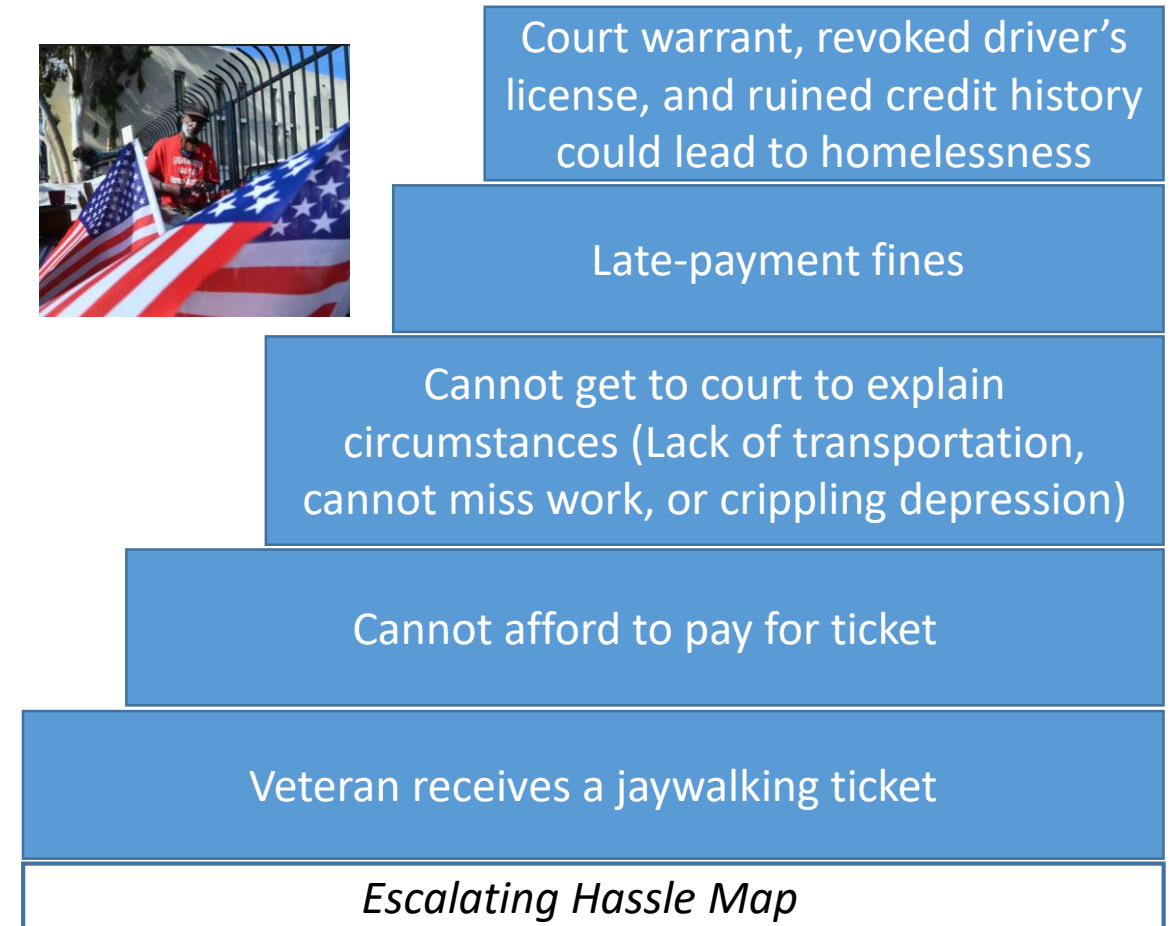 Court warrant, revoked driver’s
license, and ruined credit history
could lead to homelessness
Late-payment fines
Cannot get to court to explain
circumstances (Lack of transportation,
cannot miss work, or crippling depression)
Cannot afford to pay for ticket
Veteran receives a jaywalking ticket
Escalating Hassle Map